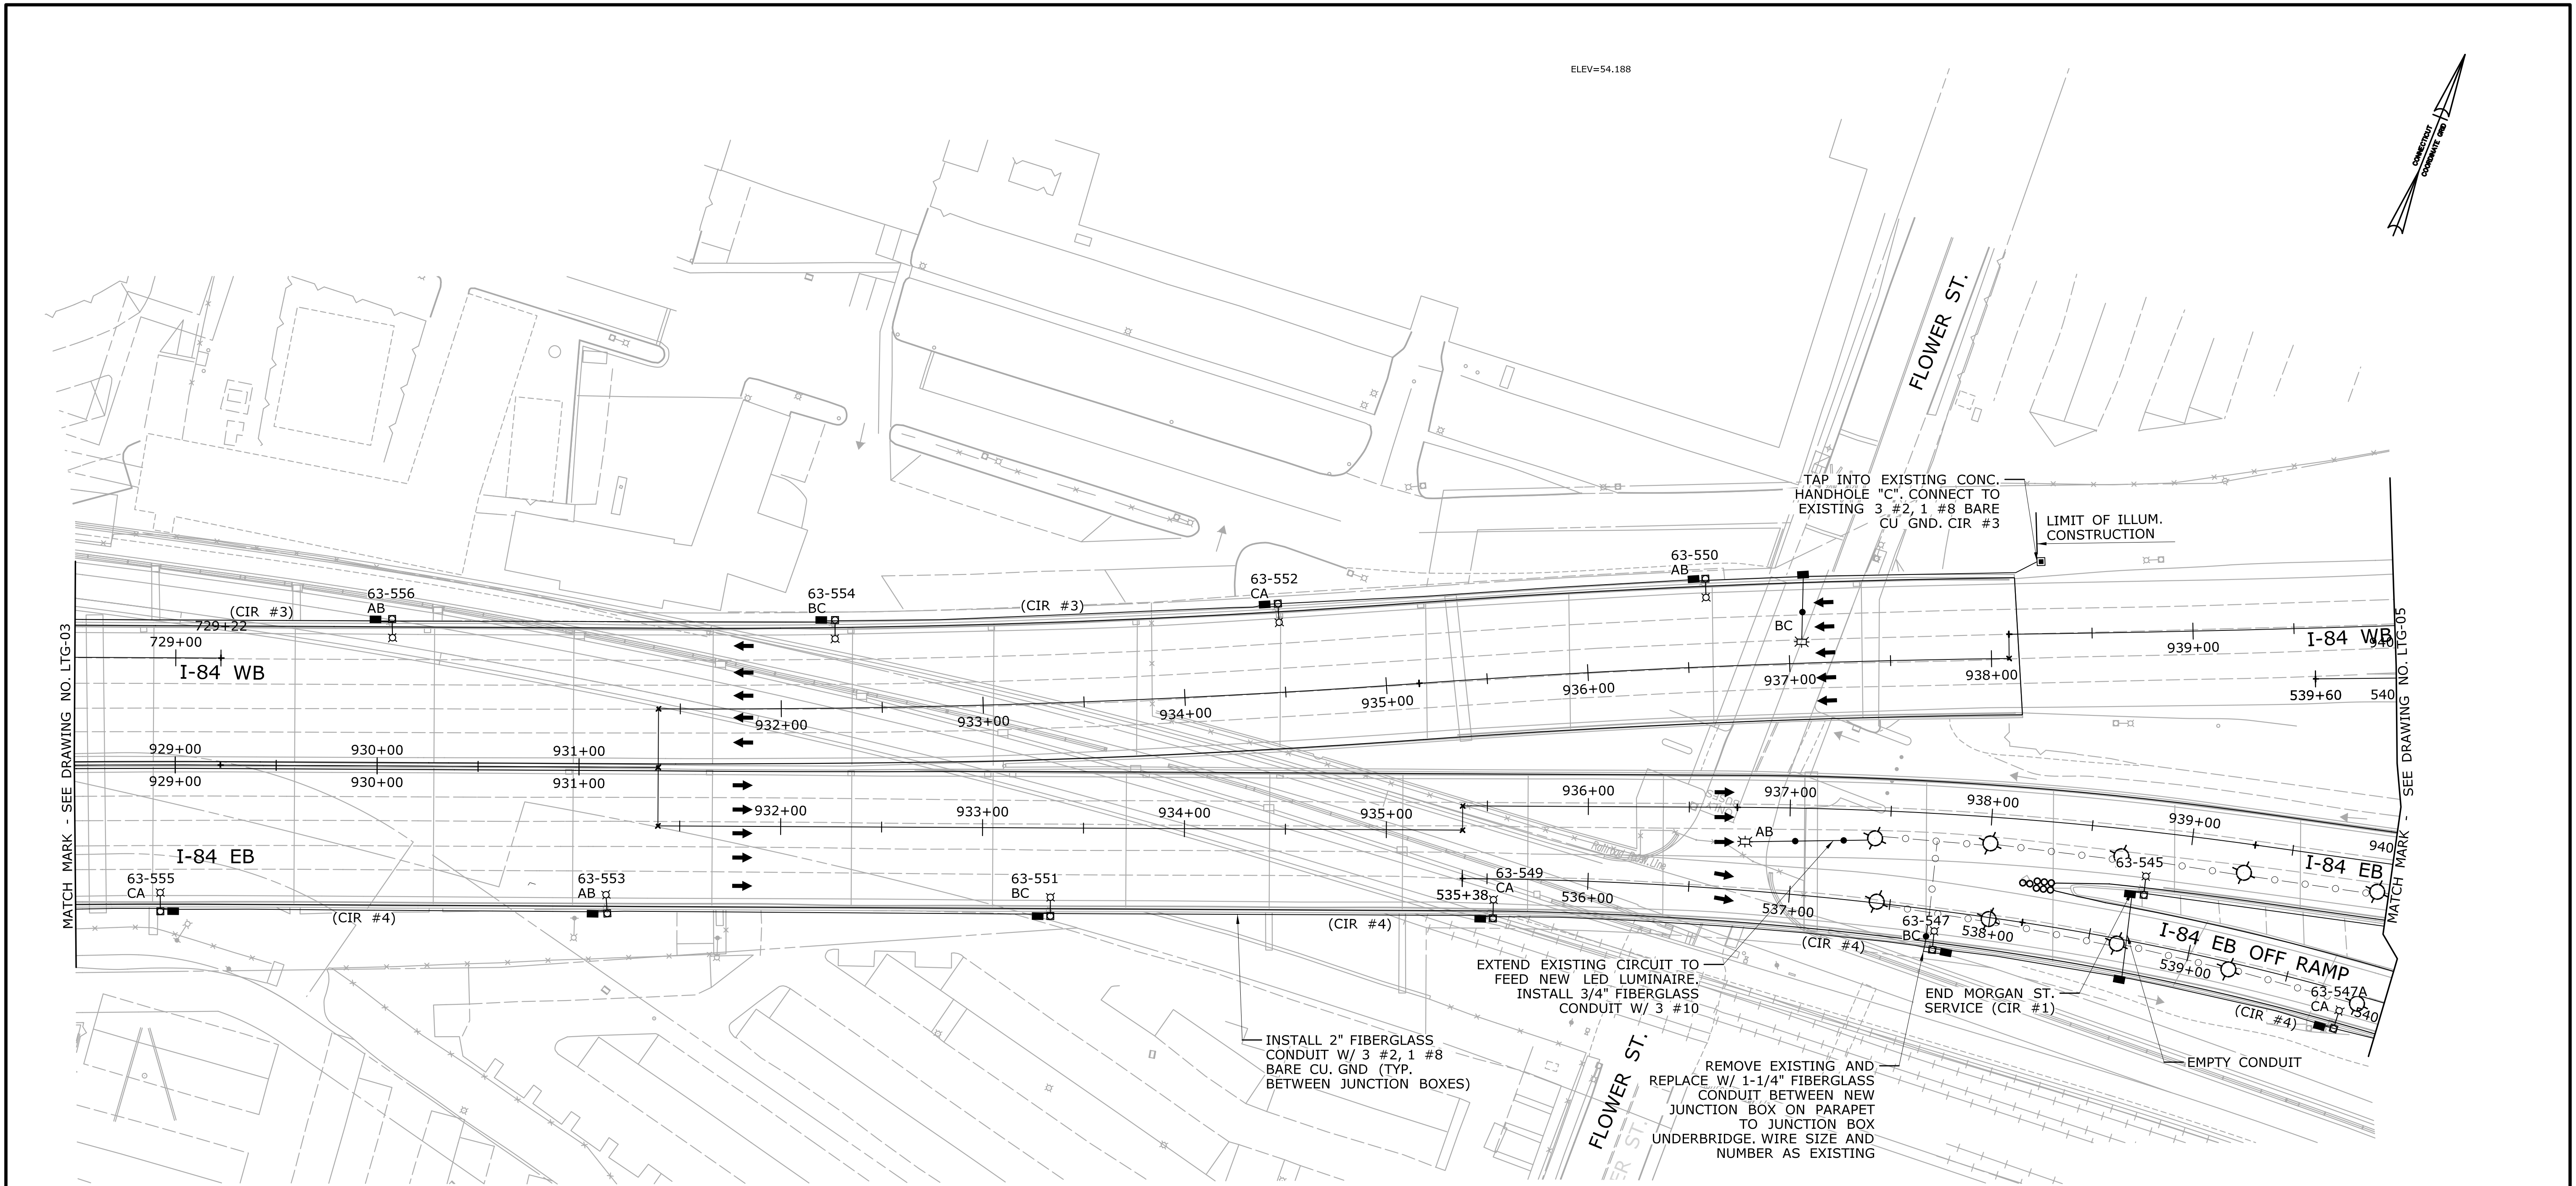 ELEV=54.188
CONNECTICUT
COORDINATE GRID
FLOWER ST.
TAP INTO EXISTING CONC.
HANDHOLE "C". CONNECT TO
EXISTING 3 #2, 1 #8 BARE
CU GND. CIR #3
LIMIT OF ILLUM.
CONSTRUCTION
63-550
AB
63-552
CA
63-554
BC
63-556
AB
(CIR #3)
(CIR #3)
729+22
729+00
I-84 WB
BC
I-84 WB
940
939+00
938+00
937+00
936+00
935+00
934+00
933+00
932+00
539+60
540
MATCH MARK - SEE DRAWING NO. LTG-03
MATCH MARK - SEE DRAWING NO. LTG-05
929+00
930+00
931+00
929+00
930+00
931+00
932+00
933+00
934+00
935+00
936+00
937+00
938+00
939+00
940
AB
I-84 EB
I-84 EB
63-555
CA
63-553
AB
63-551
BC
63-549
CA
535+38
536+00
537+00
63-547
BC
538+00
63-545
I-84 EB OFF RAMP
539+00
63-547A
CA
540
(CIR #4)
(CIR #4)
(CIR #4)
(CIR #4)
EXTEND EXISTING CIRCUIT TO
FEED NEW LED LUMINAIRE.
INSTALL 3/4" FIBERGLASS
CONDUIT W/ 3 #10
END MORGAN ST.
SERVICE (CIR #1)
INSTALL 2" FIBERGLASS
CONDUIT W/ 3 #2, 1 #8
BARE CU. GND (TYP.
BETWEEN JUNCTION BOXES)
FLOWER ST.
REMOVE EXISTING AND
REPLACE W/ 1-1/4" FIBERGLASS
CONDUIT BETWEEN NEW
JUNCTION BOX ON PARAPET
TO JUNCTION BOX
UNDERBRIDGE. WIRE SIZE AND
NUMBER AS EXISTING
EMPTY CONDUIT
ER ST.